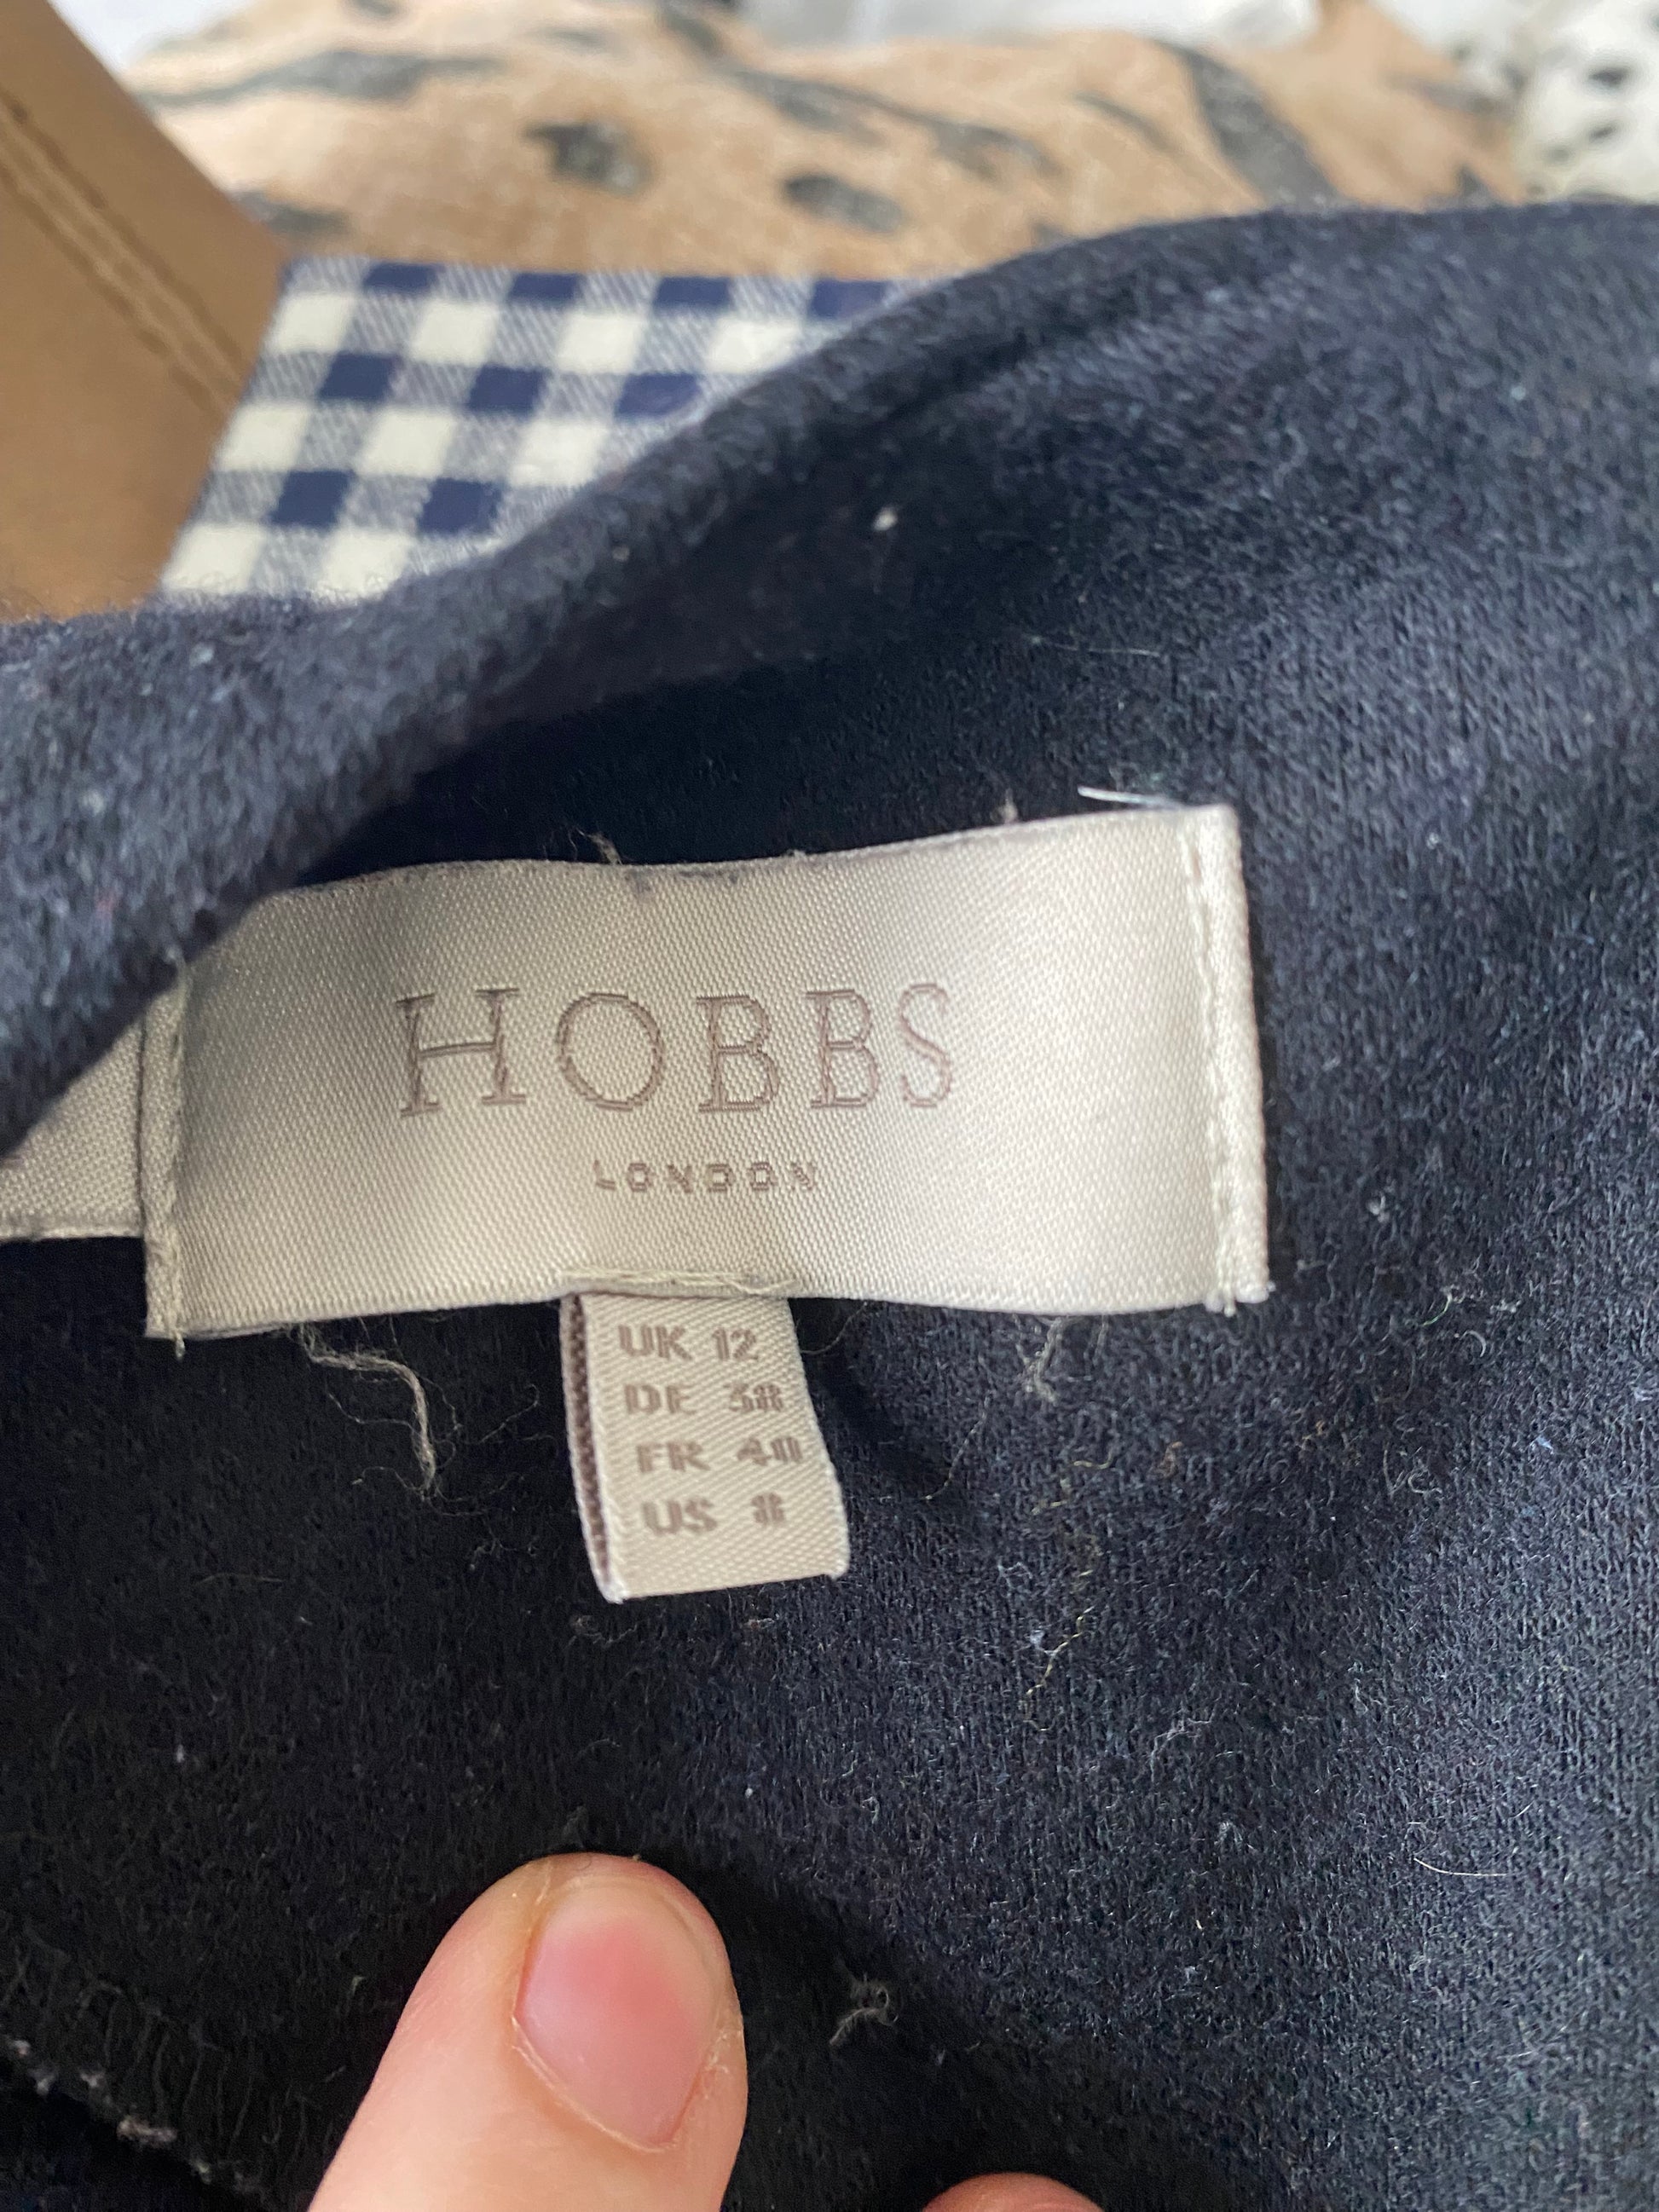 HOBBS
LONDON
UK 12
DE 38
FR 40
US 8